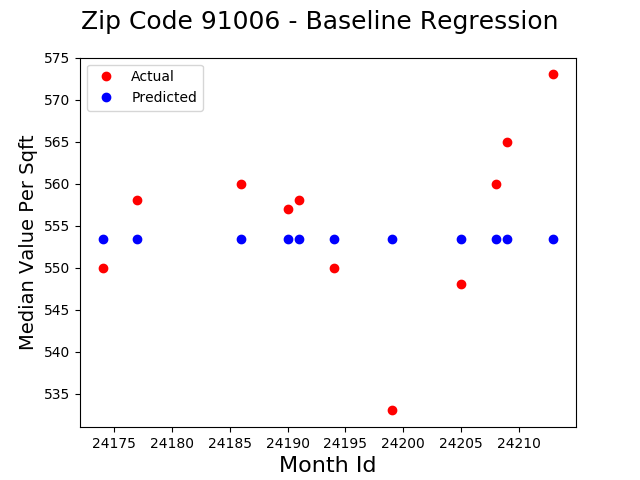 Zip Code 91006 - Baseline Regression
Actual
Predicted
Median Value Per Sqft
575
570
565
560
555
550
545
540
535
24175 24180 24185 24190 24195 24200 24205 24210
Month Id